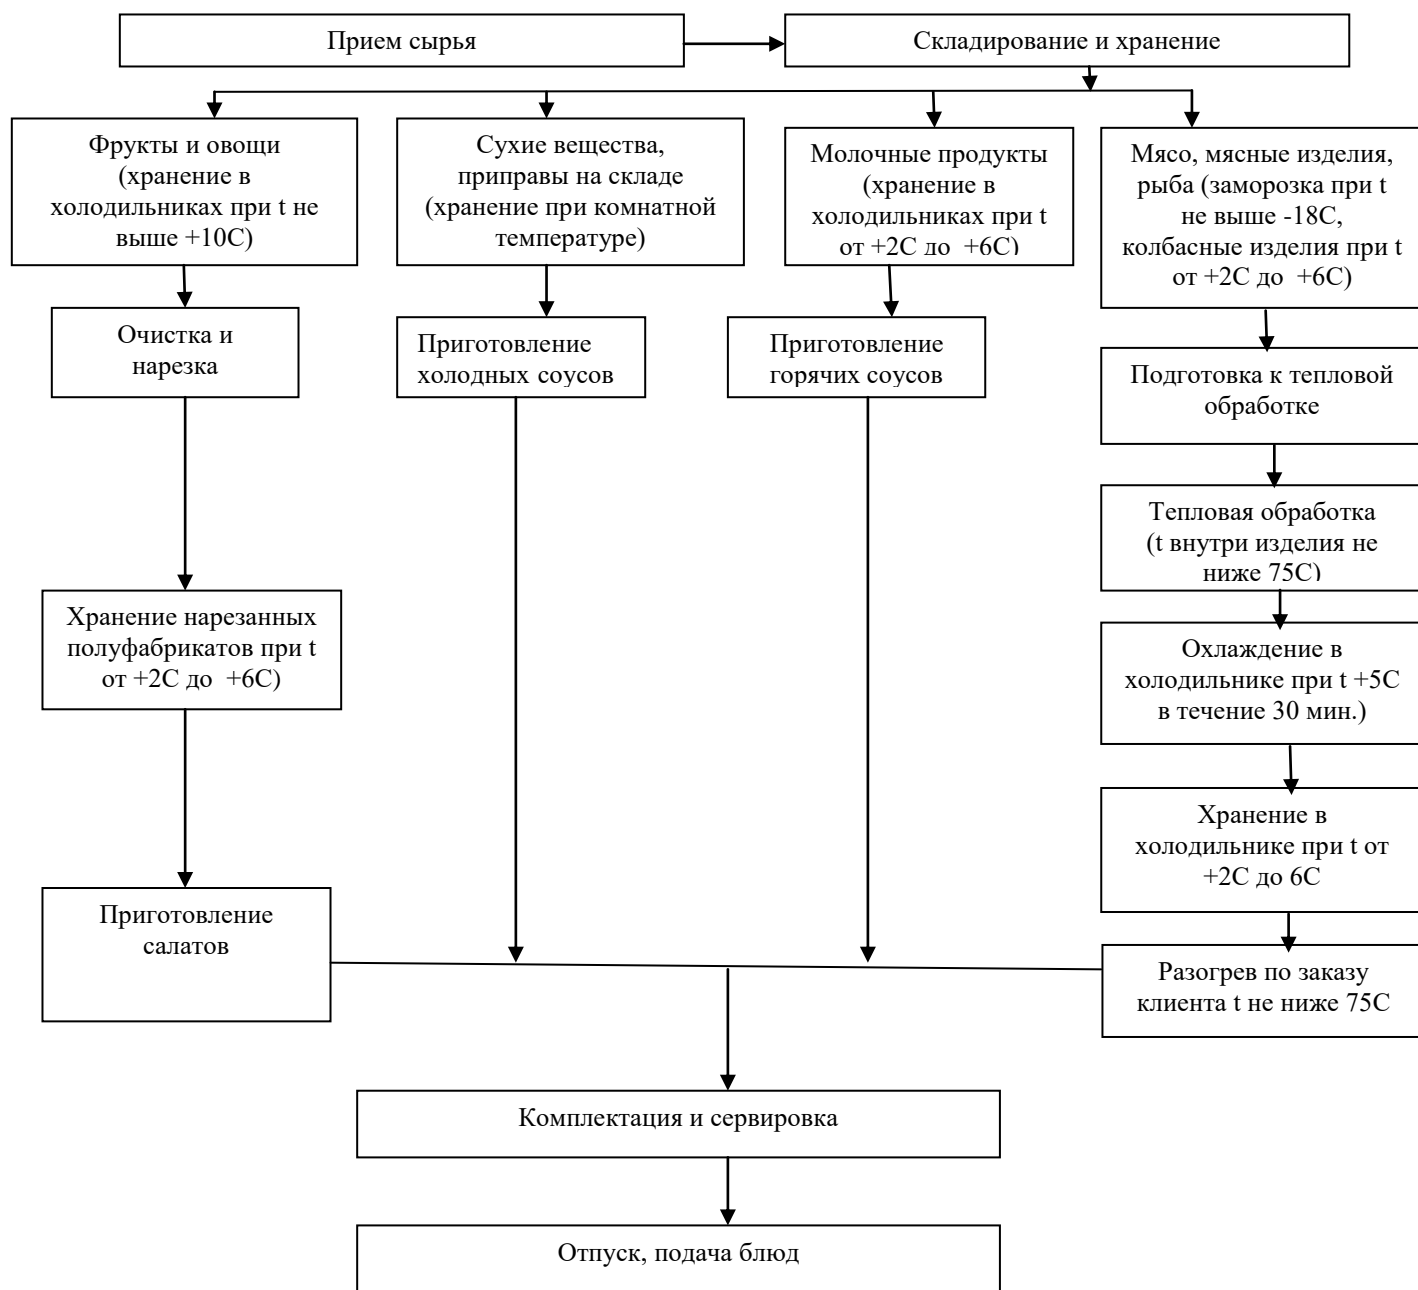 Прием сырья
Складирование и хранение
Фрукты и овощи
(хранение в
холодильниках при t не
выше +10С)
Сухие вещества,
приправы на складе
(хранение при комнатной
температуре)
Молочные продукты
(хранение в
холодильниках при t
от +2С до  +6С)
Мясо, мясные изделия,
рыба (заморозка при t
не выше -18С,
колбасные изделия при t
от +2С до  +6С)
Очистка и
нарезка
Приготовление
холодных соусов
Приготовление
горячих соусов
Подготовка к тепловой
обработке
Тепловая обработка
(t внутри изделия не
ниже 75С)
Хранение нарезанных
полуфабрикатов при t
от +2С до  +6С)
Охлаждение в
холодильнике при t +5С
в течение 30 мин.)
Хранение в
холодильнике при t от
+2С до 6С
Приготовление
салатов
Разогрев по заказу
клиента t не ниже 75С
Комплектация и сервировка
Отпуск, подача блюд